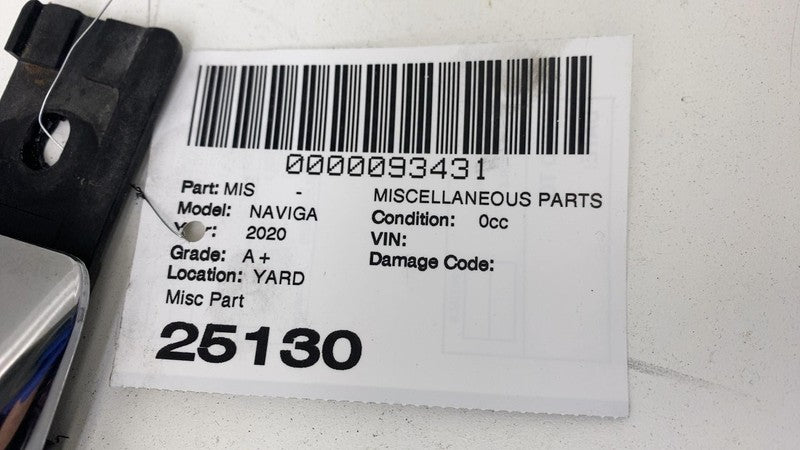 0000093431
Part: MIS - MISCELLANEOUS PARTS
Model: NAVIGA Condition: 0cc
2020 VIN:
Grade: A+ Damage Code:
Location: YARD
Misc Part
25130